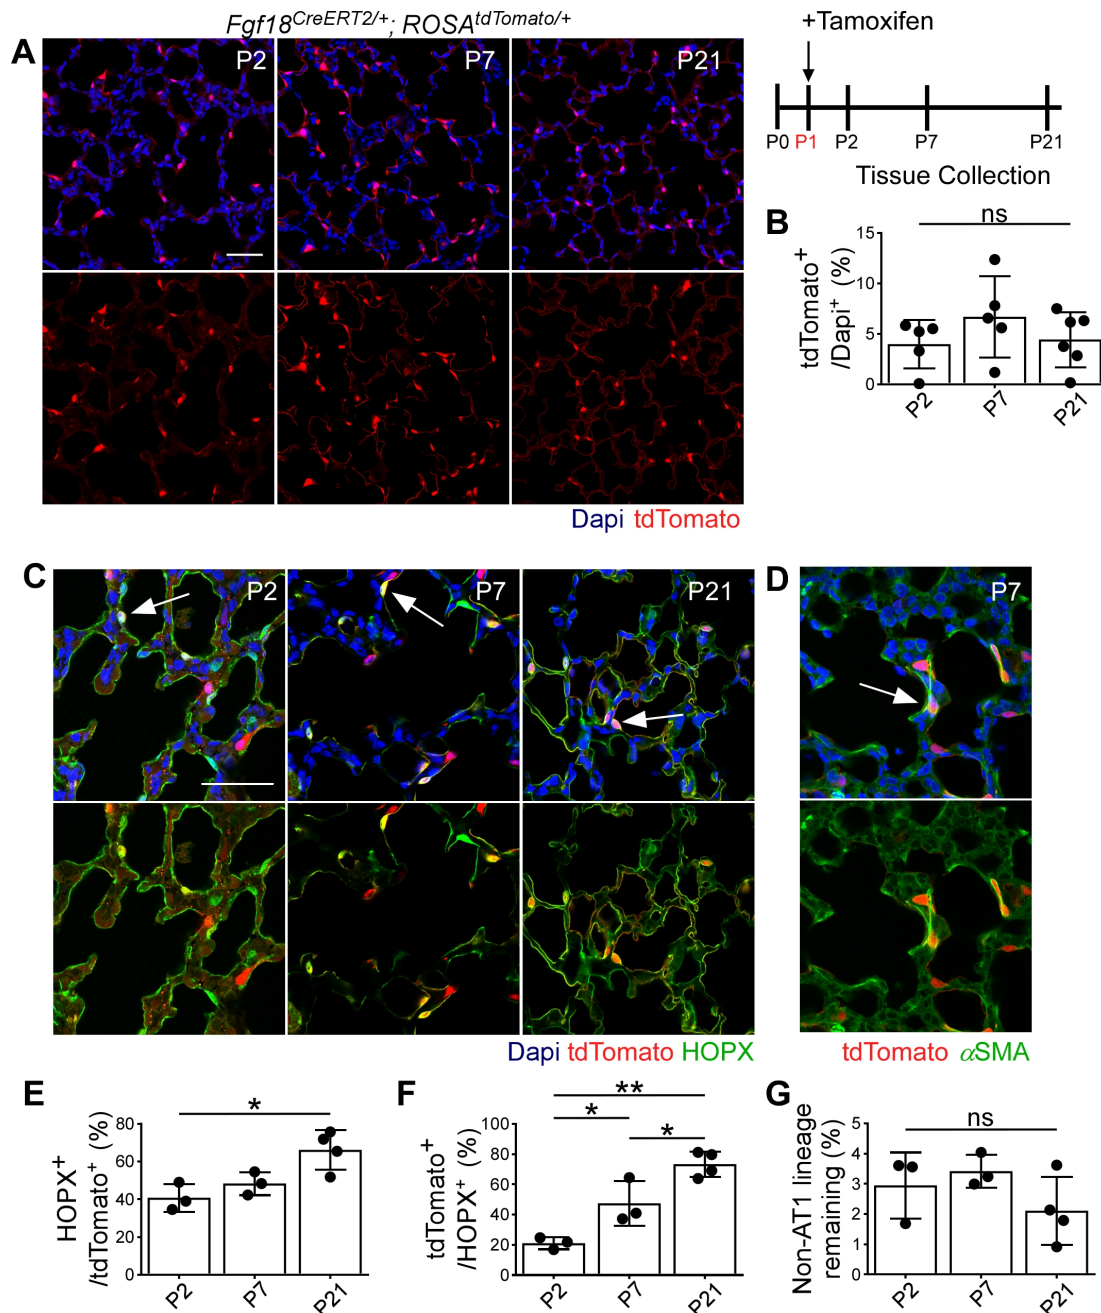 Fgf18CreERT2/+; ROSAtdTomato/+
+Tamoxifen
A
P2
P7
P21
P0 P1 P2 P7 P21
Tissue Collection
B
ns
tdTomato+
/Dapi+ (%)
15
10
5
0
P2
P7
P21
Dapi tdTomato
C
P2
P7
P21
D
P7
Dapi tdTomato HOPX
tdTomato αSMA
E
*
HOPX+
/tdTomato+ (%)
80
60
40
20
0
P2
P7
P21
F
**
*
*
tdTomato+
/HOPX+ (%)
100
80
60
40
20
0
P2
P7
P21
G
ns
Non-AT1 lineage
remaining (%)
5
4
3
2
1
0
P2
P7
P21